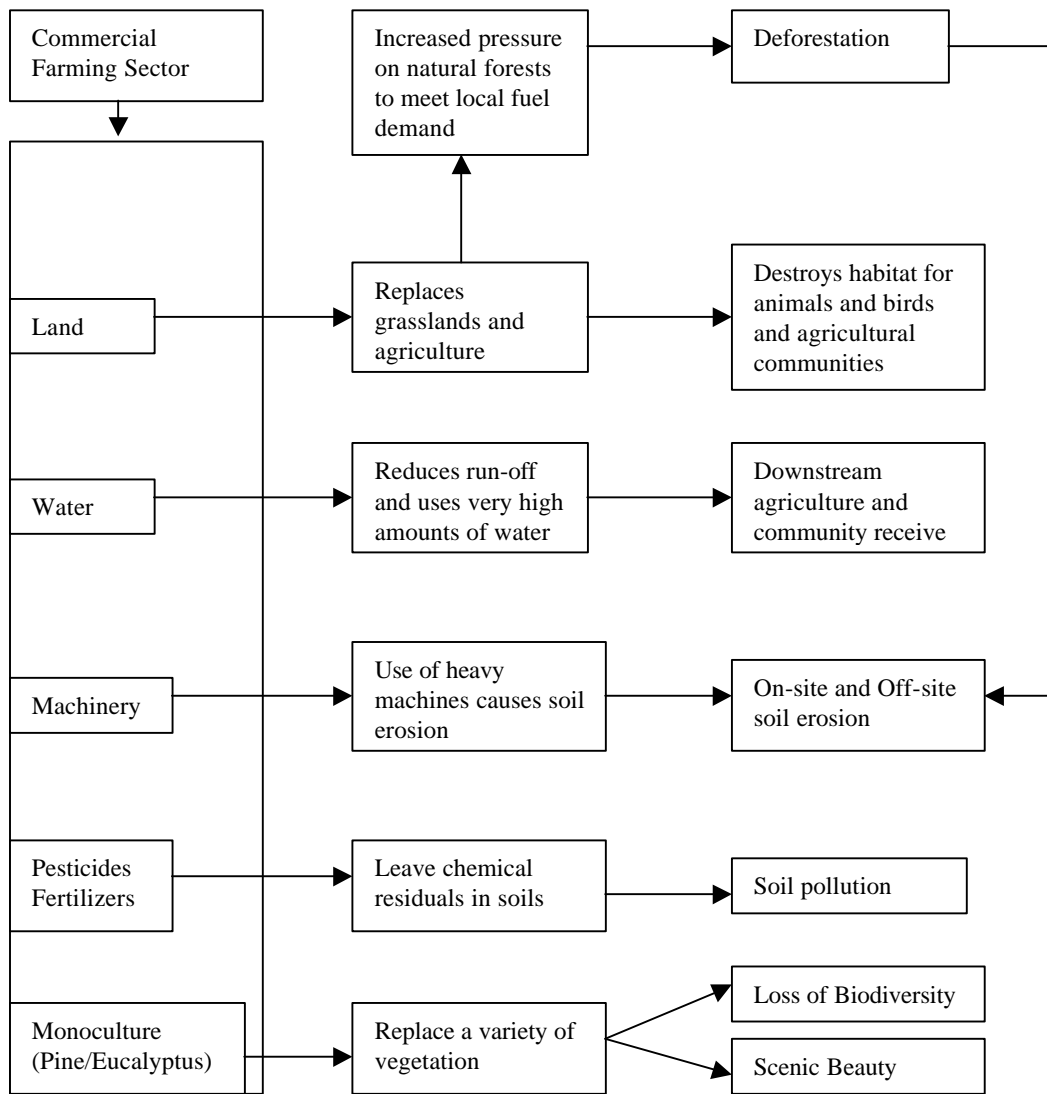 Commercial
Farming Sector
Increased pressure
on natural forests
to meet local fuel
demand
Deforestation
Land
Replaces
grasslands and
agriculture
Destroys habitat for
animals and birds
and agricultural
communities
Water
Reduces run-off
and uses very high
amounts of water
Downstream
agriculture and
community receive
Machinery
Use of heavy
machines causes soil
erosion
On-site and Off-site
soil erosion
Pesticides
Fertilizers
Leave chemical
residuals in soils
Soil pollution
Monoculture
(Pine/Eucalyptus)
Replace a variety of
vegetation
Loss of Biodiversity
Scenic Beauty